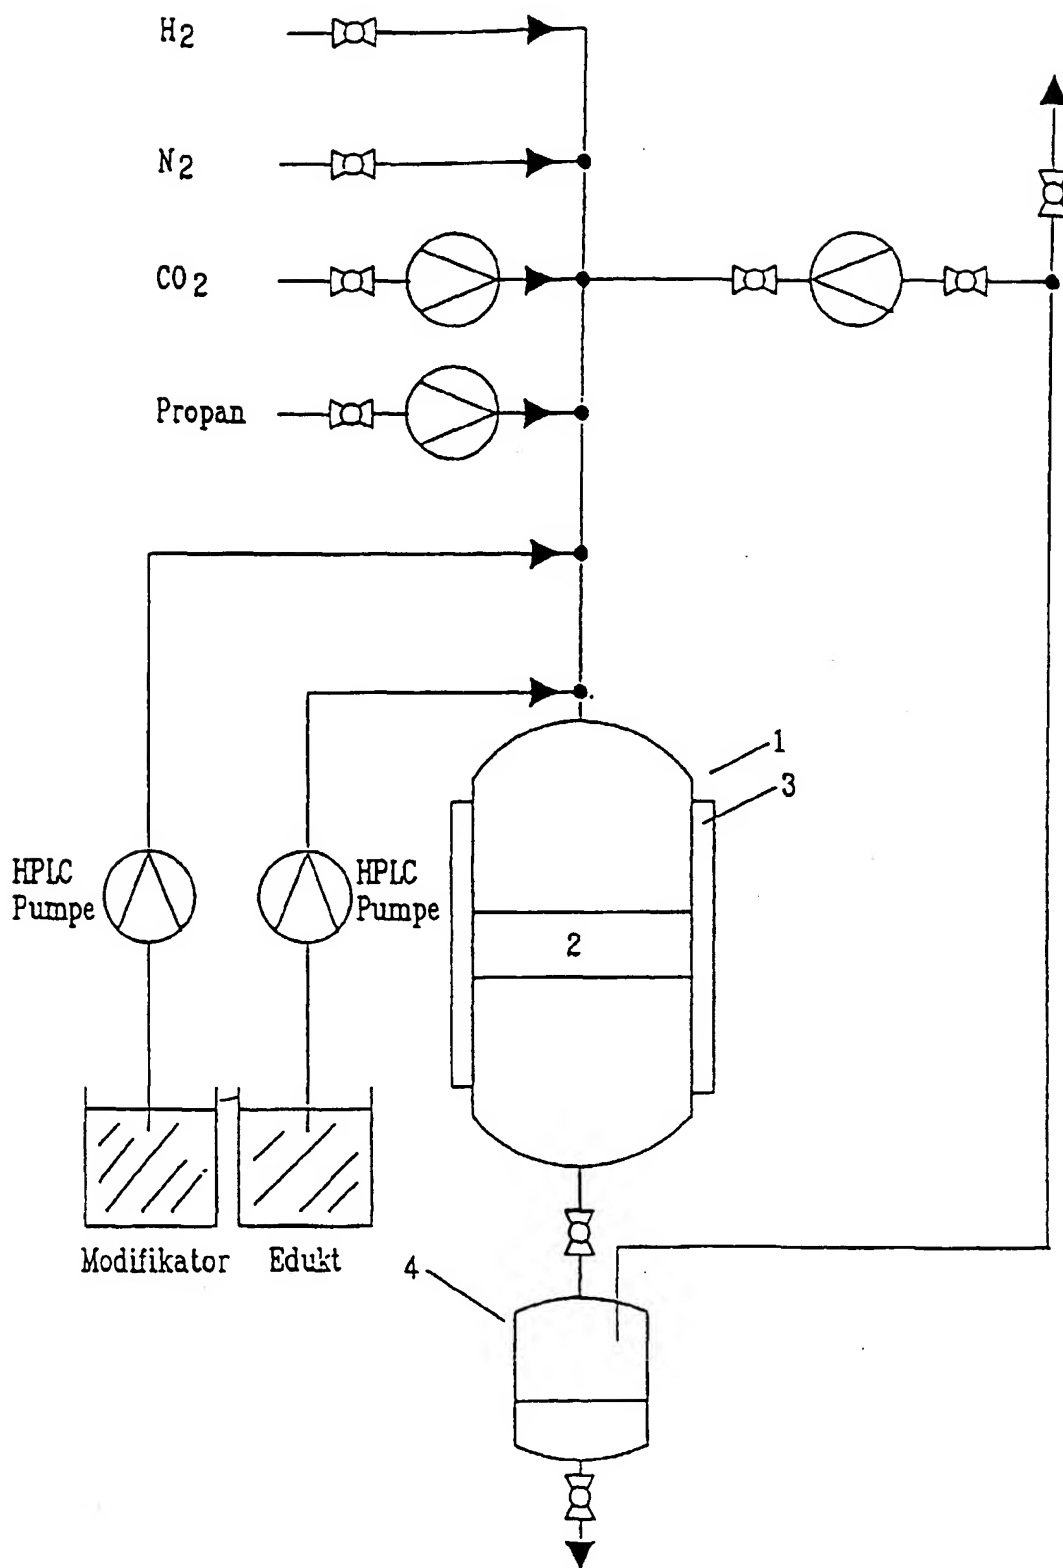 H2
N2
CO2
Propan
1
3
HPLC
Pumpe
HPLC
Pumpe
2
Modifikator
Edukt
4